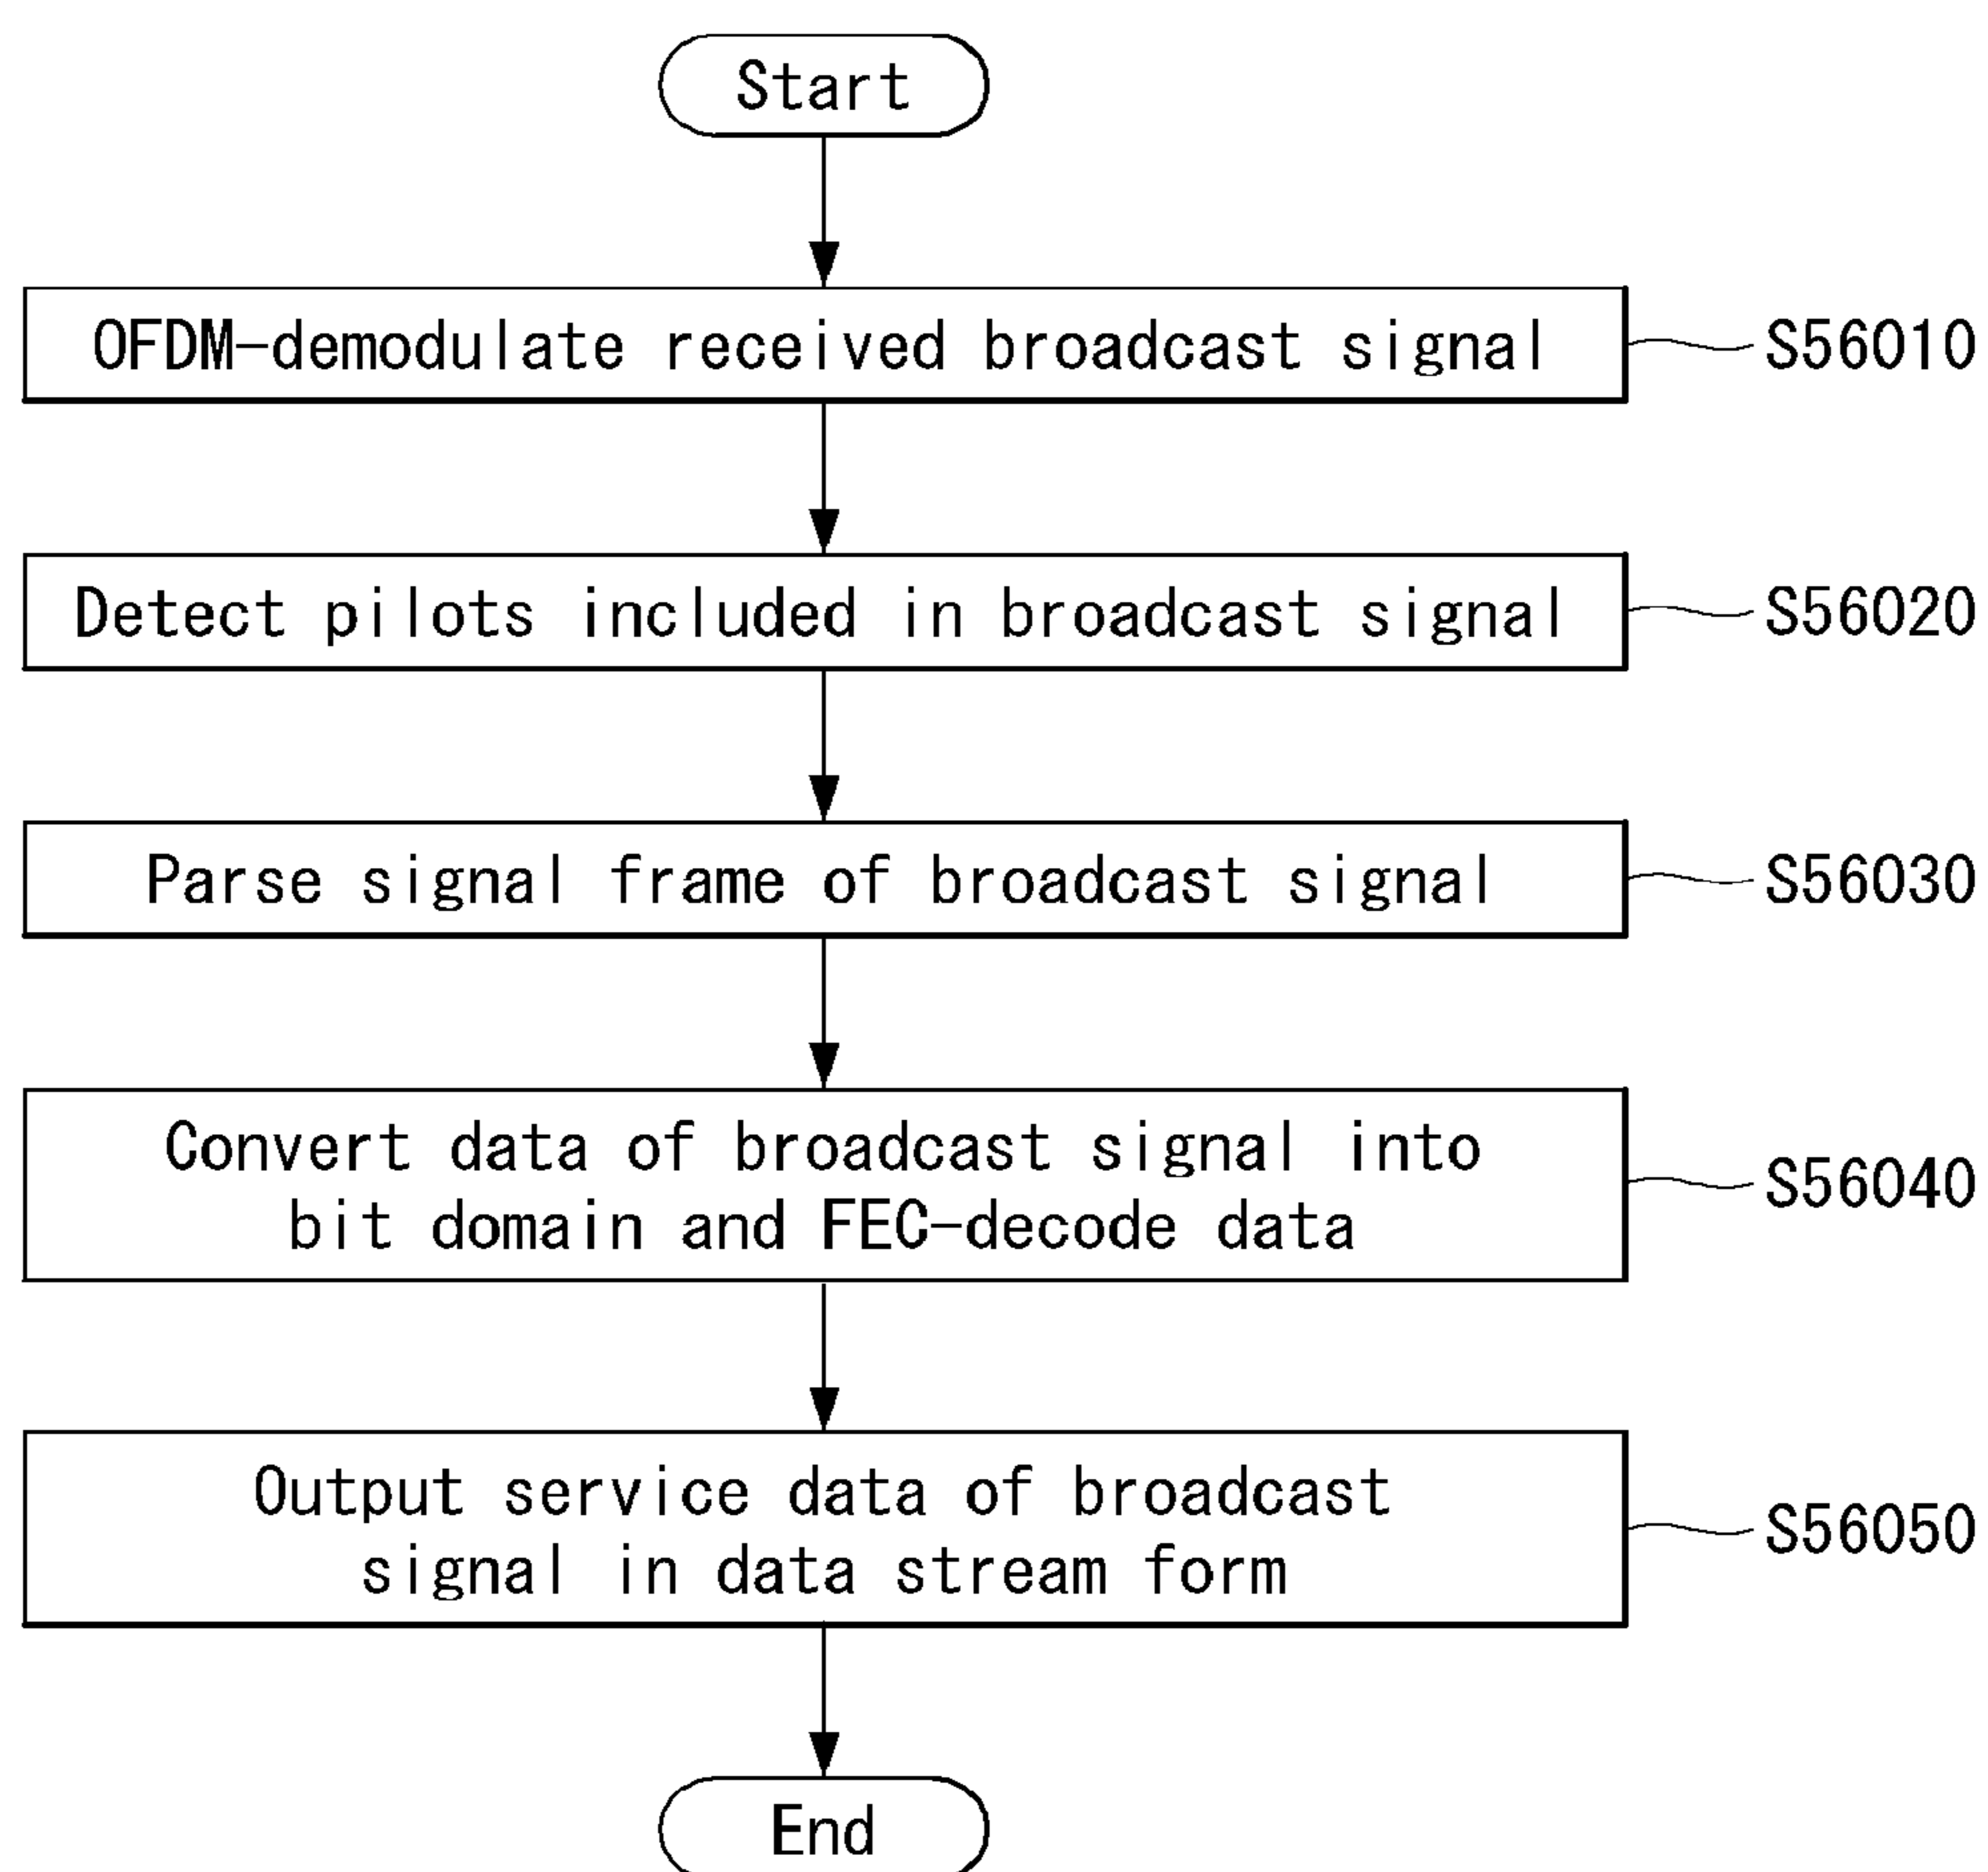 Start
OFDM-demodulate received broadcast signal
S56010
Detect pilots included in broadcast signal
S56020
Parse signal frame of broadcast signal
S56030
Convert data of broadcast signal into
bit domain and FEC-decode data
S56040
Output service data of broadcast
signal in data stream form
S56050
End